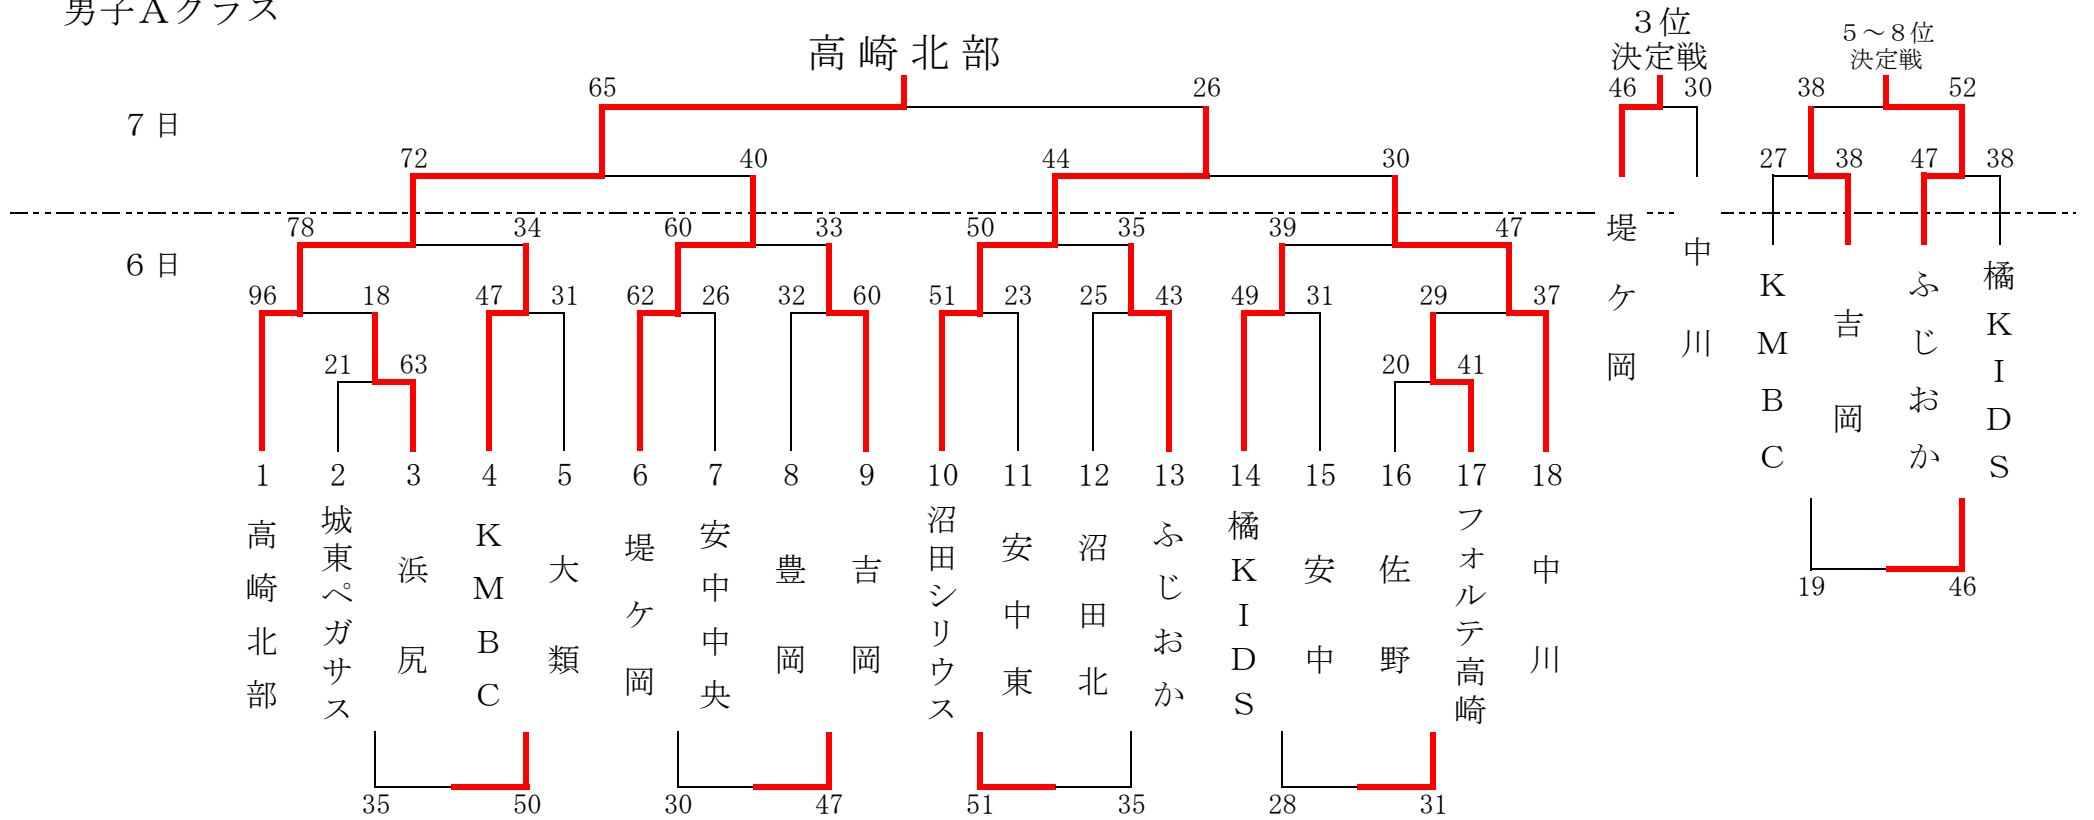 男子Aクラス
高崎北部
３位
決定戦
５～８位
決定戦
65 26 46 30 38 52
７日
72 40 44 30 27 38 47 38
78 34 60 33 50 35 39 47
６日
96 18 47 31 62 26 32 60 51 23 25 43 49 31 29 37
21 63 20 41
堤ケ岡
中川
KMBC
吉岡
ふじおか
橘KIDS
1 2 3 4 5 6 7 8 9 10 11 12 13 14 15 16 17 18
高崎北部
城東ペガサス
浜尻
KMBC
大類
堤ケ岡
安中中央
豊岡
吉岡
沼田シリウス
安中東
沼田北
ふじおか
橘KIDS
安中
佐野
フォルテ高崎
中川
19 46
35 50 30 47 51 35 28 31